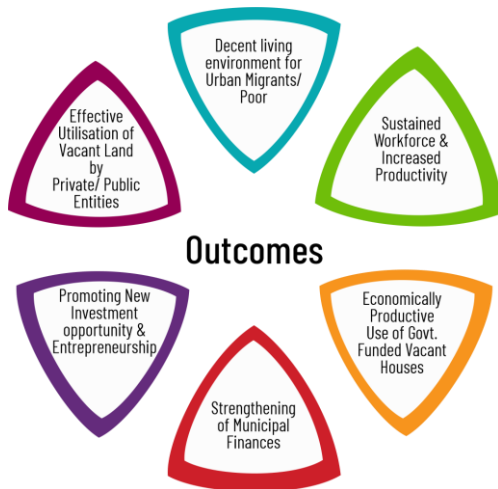 Decent living
environment for
Urban Migrants/
Poor
Effective
Utilisation of
Vacant Land
by
Private/ Public
Entities
Sustained
Workforce &
Increased
Productivity
Outcomes
Promoting New
Investment
opportunity &
Entrepreneurship
Economically
Productive
Use of Govt.
Funded Vacant
Houses
Strengthening
of Municipal
Finances